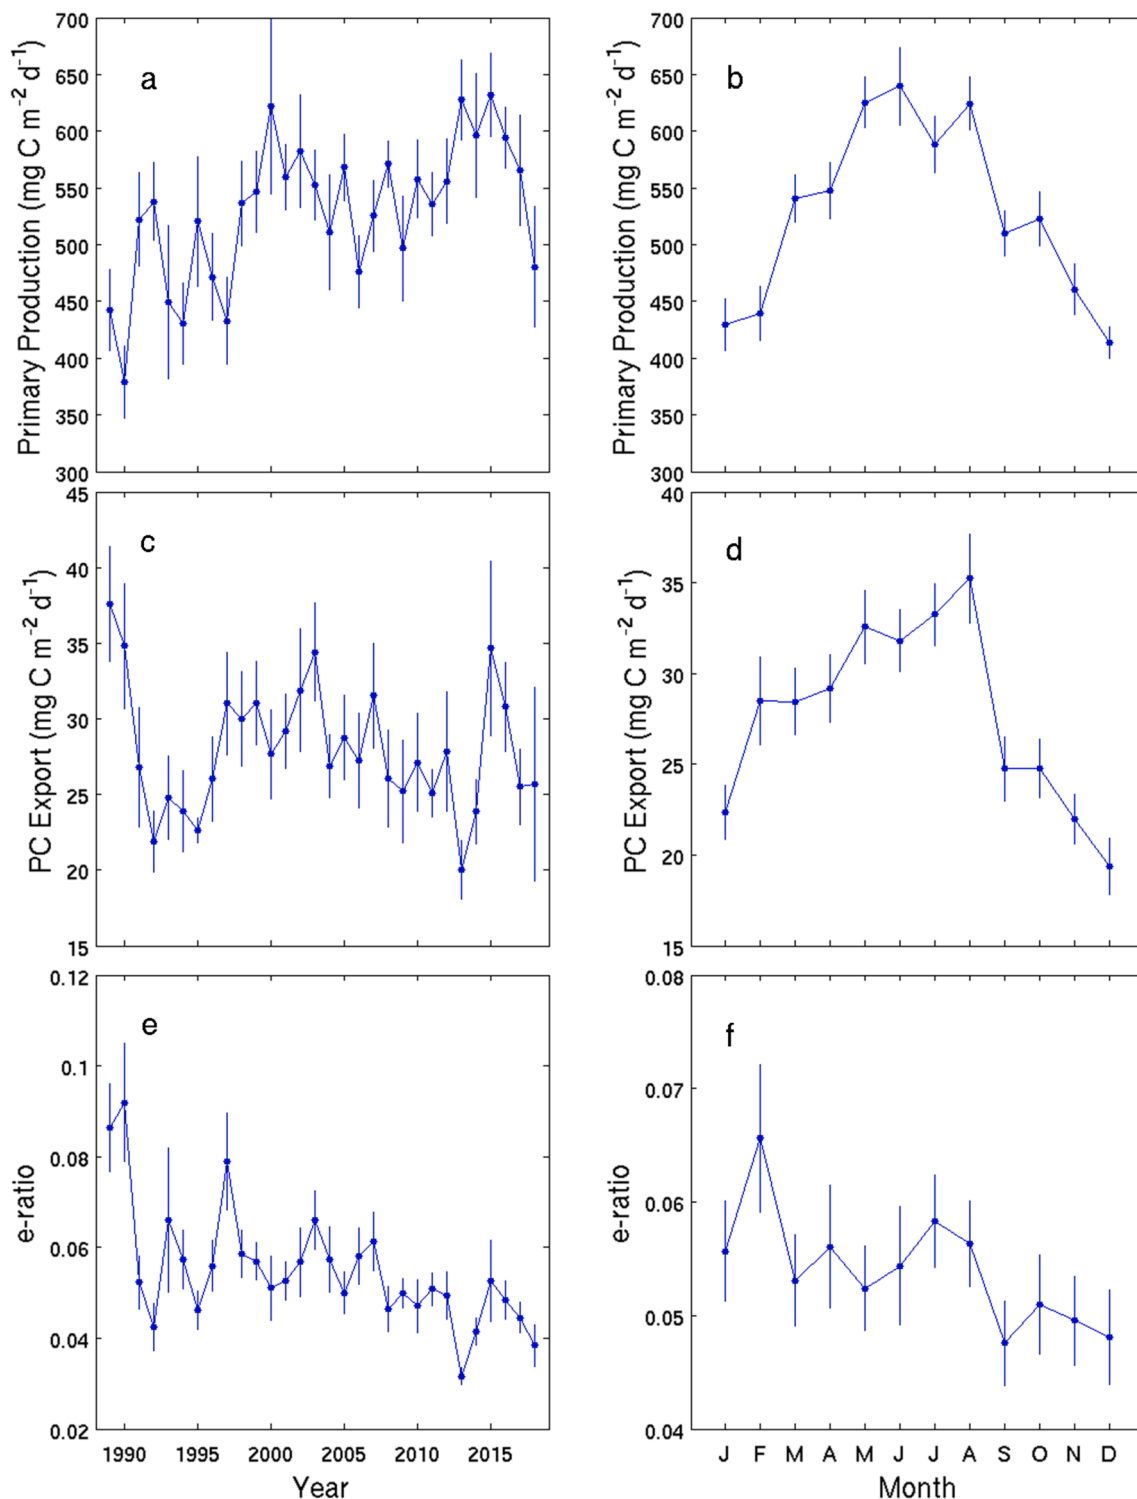 a
Primary Production (mg C m⁻² d⁻¹)
700
650
600
550
500
450
400
350
300
b
Primary Production (mg C m⁻² d⁻¹)
700
650
600
550
500
450
400
350
300
c
PC Export (mg C m⁻² d⁻¹)
45
40
35
30
25
20
15
d
PC Export (mg C m⁻² d⁻¹)
40
35
30
25
20
15
e
e-ratio
0.12
0.1
0.08
0.06
0.04
0.02
1990 1995 2000 2005 2010 2015
Year
f
e-ratio
0.08
0.07
0.06
0.05
0.04
J F M A M J J A S O N D
Month